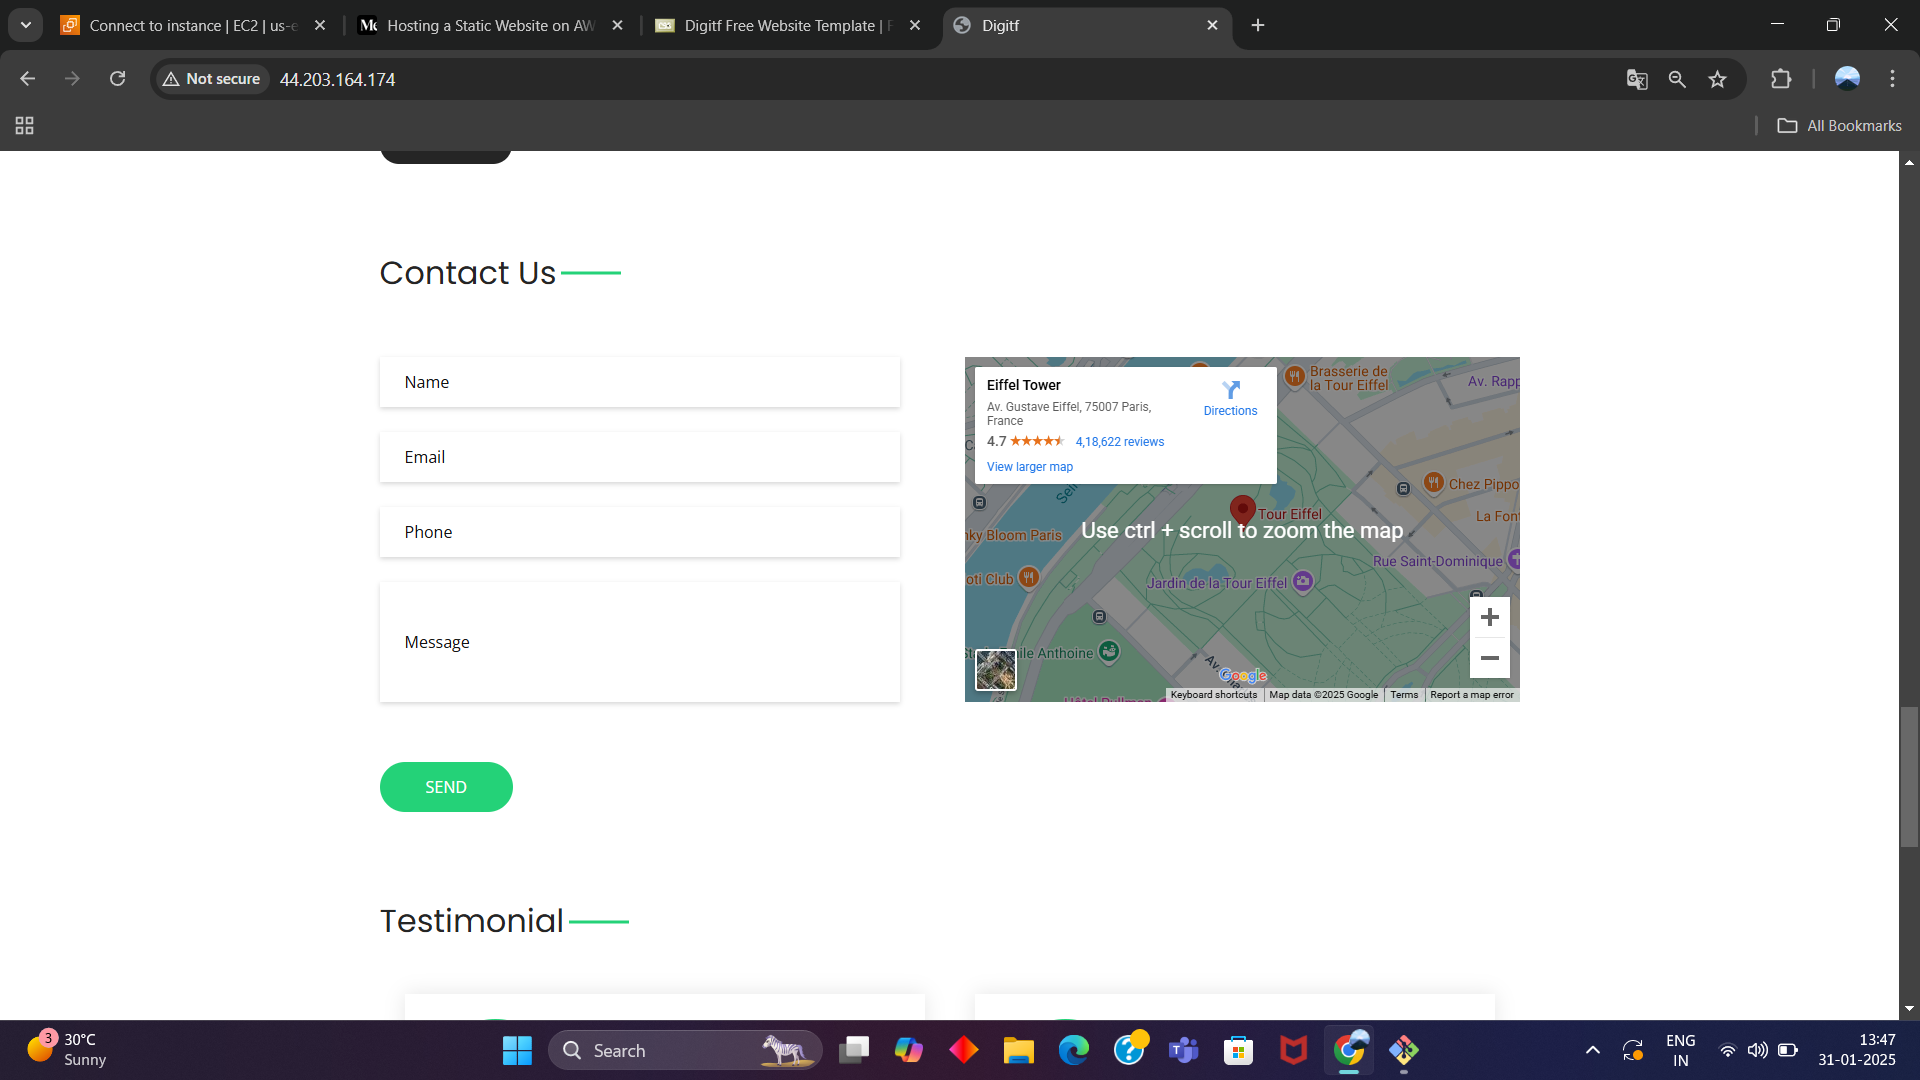 Connect to instance | EC2 | us-e
Hosting a Static Website on AW
Digitf Free Website Template | F
Digitf
Not secure
44.203.164.174
All Bookmarks
Contact Us
Name
Email
Phone
Message
SEND
Eiffel Tower
Av. Gustave Eiffel, 75007 Paris,
France
4.7
4,18,622 reviews
View larger map
Directions
Brasserie de
la Tour Eiffel
Av. Rapp
Chez Pippo
Tour Eiffel
La Font
Use ctrl + scroll to zoom the map
nky Bloom Paris
Rue Saint-Dominique
oti Club
Jardin de la Tour Eiffel
ile Anthoine
Google
Keyboard shortcuts
Map data ©2025 Google
Terms
Report a map error
Testimonial
3
30°C
Sunny
Search
ENG
IN
13:47
31-01-2025